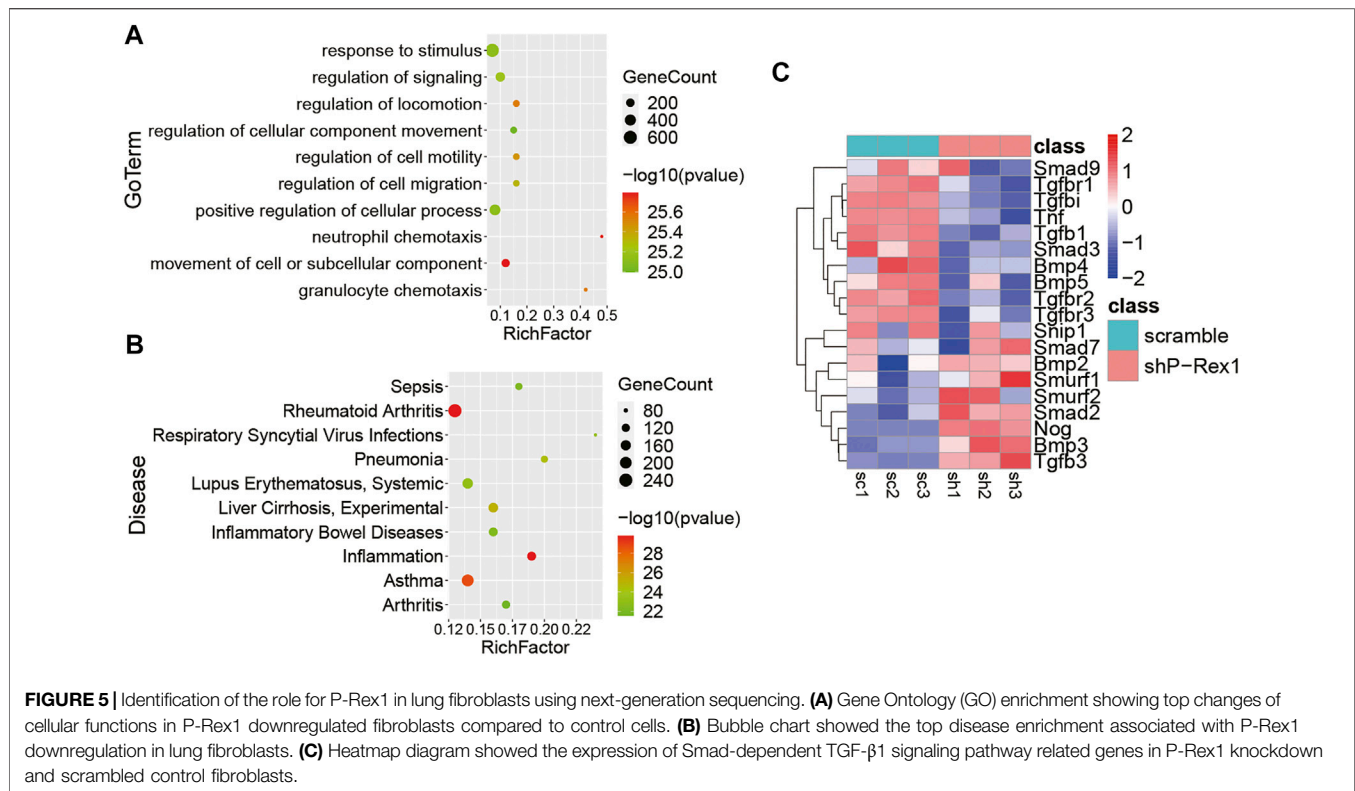 A
response to stimulus
regulation of signaling
regulation of locomotion
regulation of cellular component movement
regulation of cell motility
regulation of cell migration
positive regulation of cellular process
neutrophil chemotaxis
movement of cell or subcellular component
granulocyte chemotaxis
GoTerm
0.1 0.2 0.3 0.4 0.5
RichFactor
GeneCount
200
400
600
−log10(pvalue)
25.6
25.4
25.2
25.0
B
Sepsis
Rheumatoid Arthritis
Respiratory Syncytial Virus Infections
Pneumonia
Lupus Erythematosus, Systemic
Liver Cirrhosis, Experimental
Inflammatory Bowel Diseases
Inflammation
Asthma
Arthritis
Disease
0.12 0.15 0.17 0.20 0.22
RichFactor
GeneCount
80
120
160
200
240
−log10(pvalue)
28
26
24
22
C
class
Smad9
Tgfbr1
Tgfbi
Tnf
Tgfb1
Smad3
Bmp4
Bmp5
Tgfbr2
Tgfbr3
Snip1
Smad7
Bmp2
Smurf1
Smurf2
Smad2
Nog
Bmp3
Tgfb3
sc1 sc2 sc3 sh1 sh2 sh3
2
1
0
−1
−2
class
scramble
shP−Rex1
FIGURE 5 | Identification of the role for P-Rex1 in lung fibroblasts using next-generation sequencing. (A) Gene Ontology (GO) enrichment showing top changes of
cellular functions in P-Rex1 downregulated fibroblasts compared to control cells. (B) Bubble chart showed the top disease enrichment associated with P-Rex1
downregulation in lung fibroblasts. (C) Heatmap diagram showed the expression of Smad-dependent TGF-β1 signaling pathway related genes in P-Rex1 knockdown
and scrambled control fibroblasts.